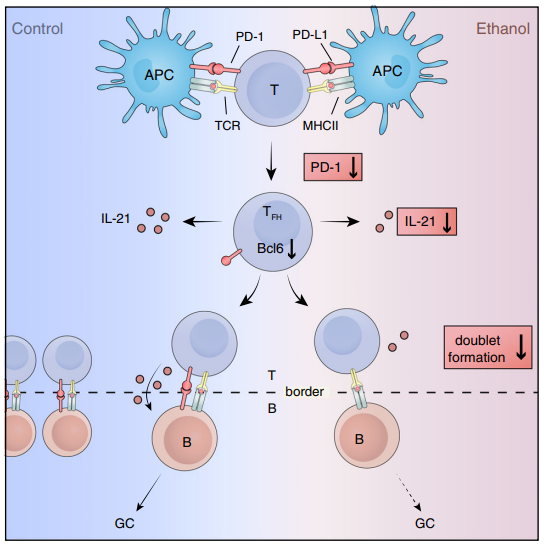 Control
Ethanol
PD-1
PD-L1
APC
T
APC
TCR
MHCII
PD-1
T FH
IL-21
IL-21
Bcl6
doublet
formation
T
border
B
B
B
GC
GC